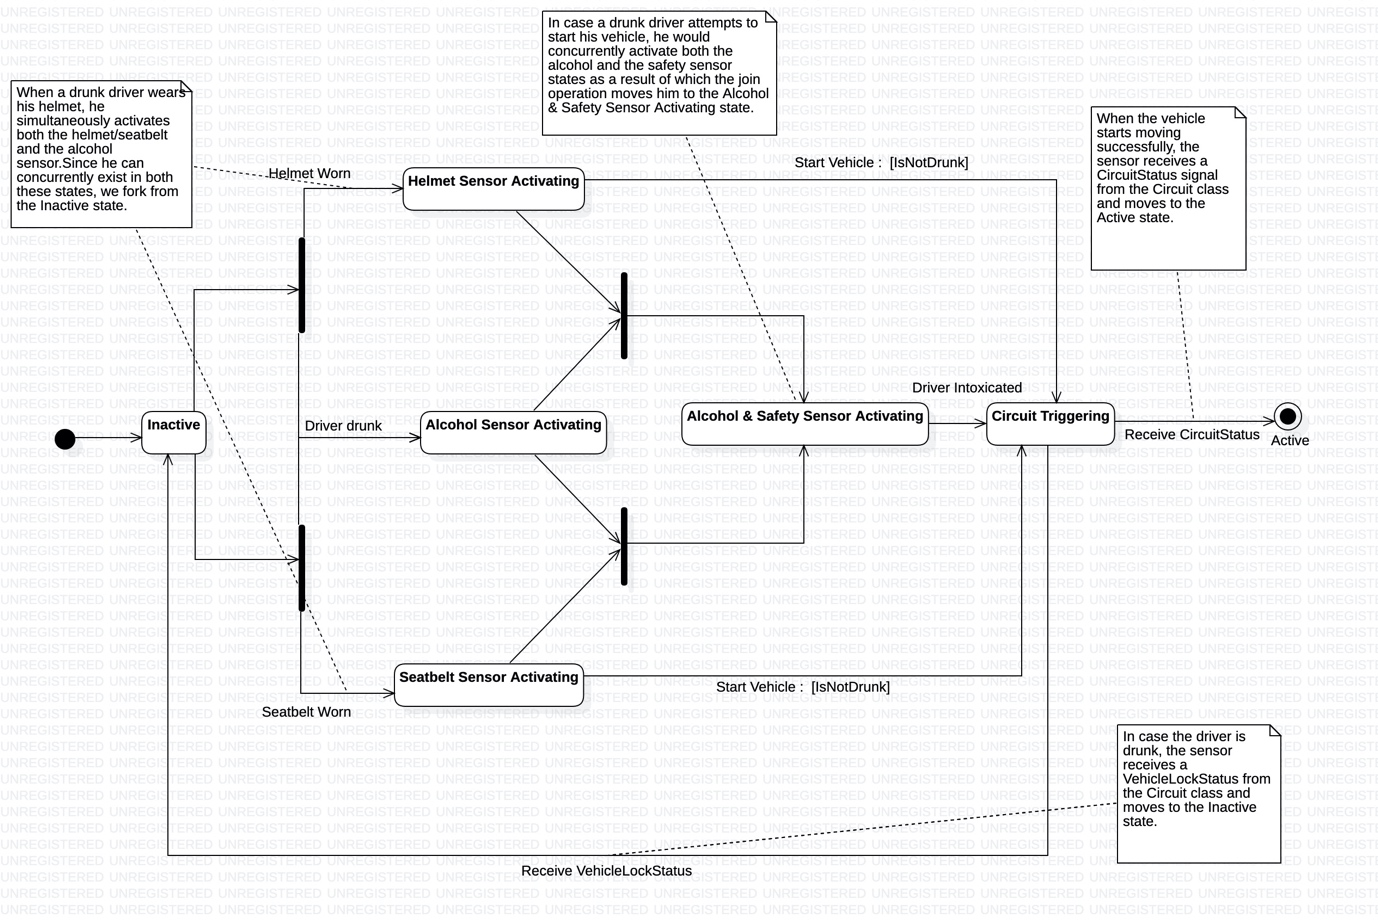 In case a drunk driver attempts to
start his vehicle, he would
concurrently activate both the
alcohol and the safety sensor
states as a result of which the join
operation moves him to the Alcohol
& Safety Sensor Activating state.
When a drunk driver wears
his helmet, he
simultaneously activates
both the helmet/seatbelt
and the alcohol
sensor.Since he can
concurrently exist in both
these states, we fork from
the Inactive state.
When the vehicle
starts moving
successfully, the
sensor receives a
CircuitStatus signal
from the Circuit class
and moves to the
Active state.
Helmet Worn
Helmet Sensor Activating
Start Vehicle :  [IsNotDrunk]
Inactive
Driver drunk
Alcohol Sensor Activating
Alcohol & Safety Sensor Activating
Driver Intoxicated
Circuit Triggering
Receive CircuitStatus
Active
Seatbelt Sensor Activating
Seatbelt Worn
Start Vehicle :  [IsNotDrunk]
In case the driver is
drunk, the sensor
receives a
VehicleLockStatus from
the Circuit class and
moves to the Inactive
state.
Receive VehicleLockStatus
UNREGISTERED